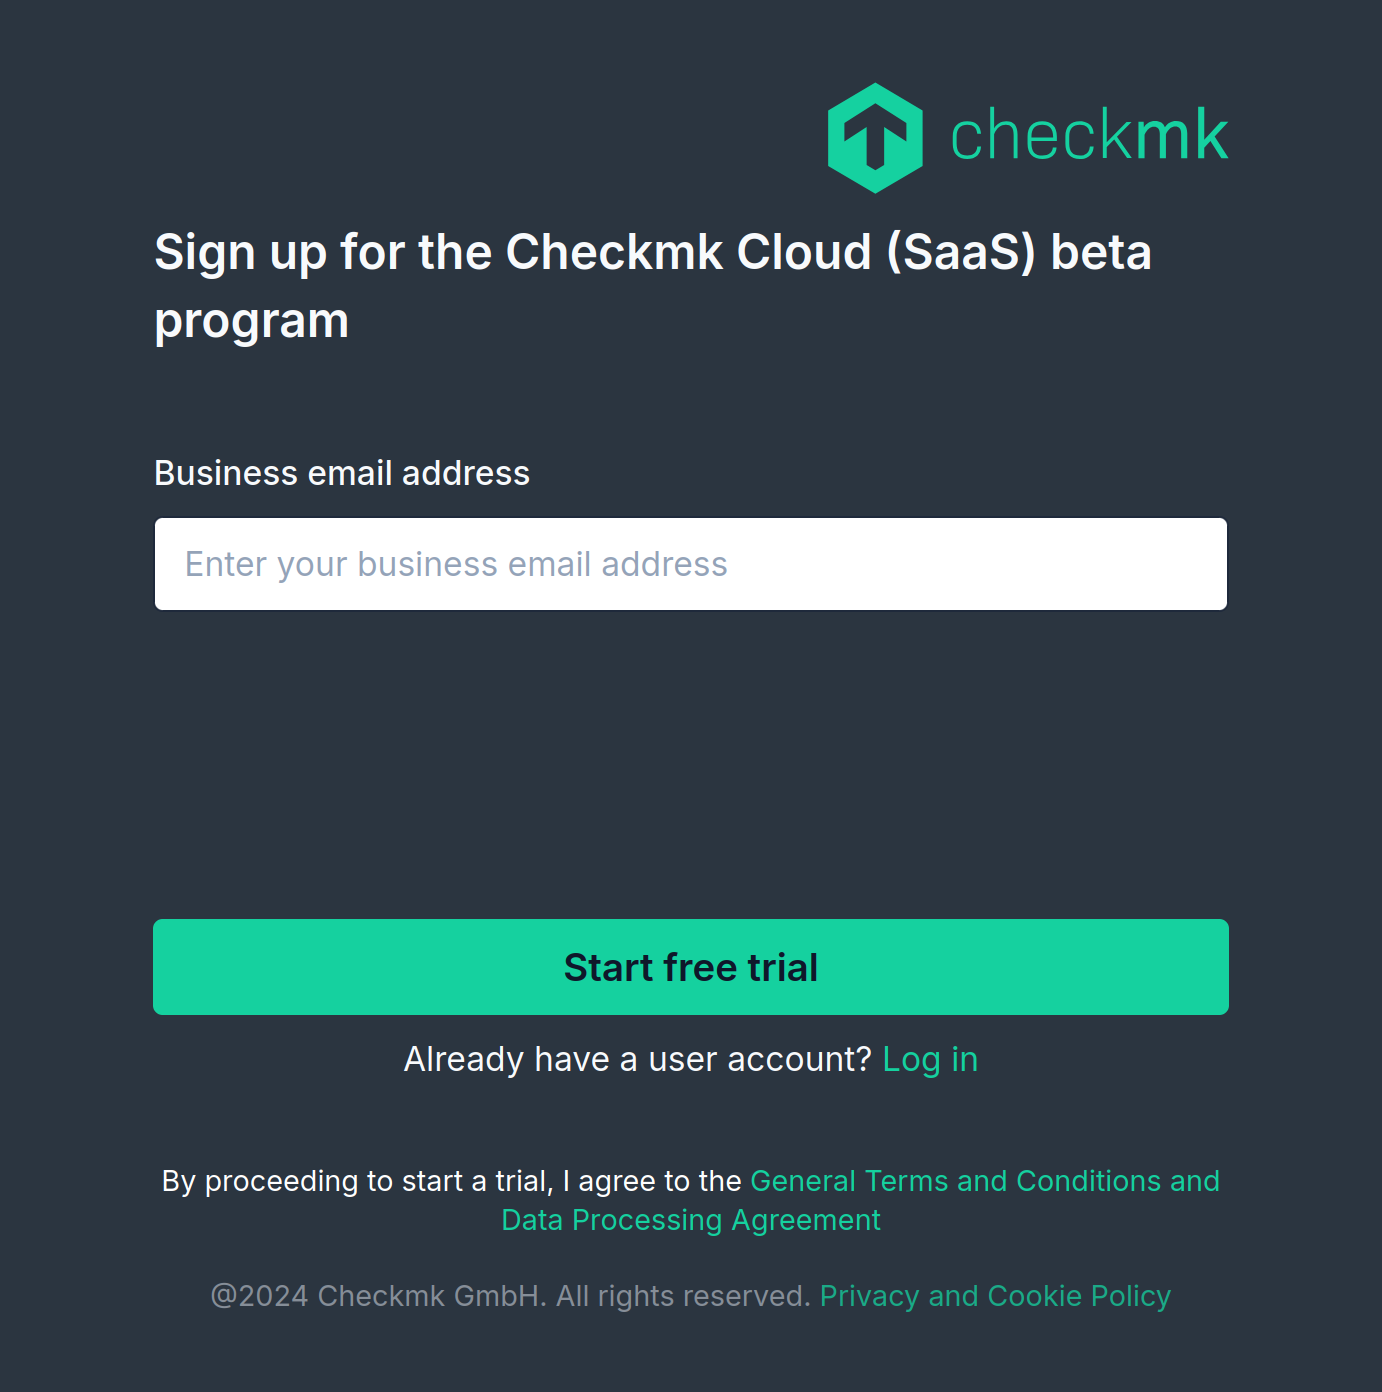 checkmk
Sign up for the Checkmk Cloud (SaaS) beta
program
Business email address
Enter your business email address
Start free trial
Already have a user account? Log in
By proceeding to start a trial, I agree to the General Terms and Conditions and
Data Processing Agreement
@2024 Checkmk GmbH. All rights reserved. Privacy and Cookie Policy